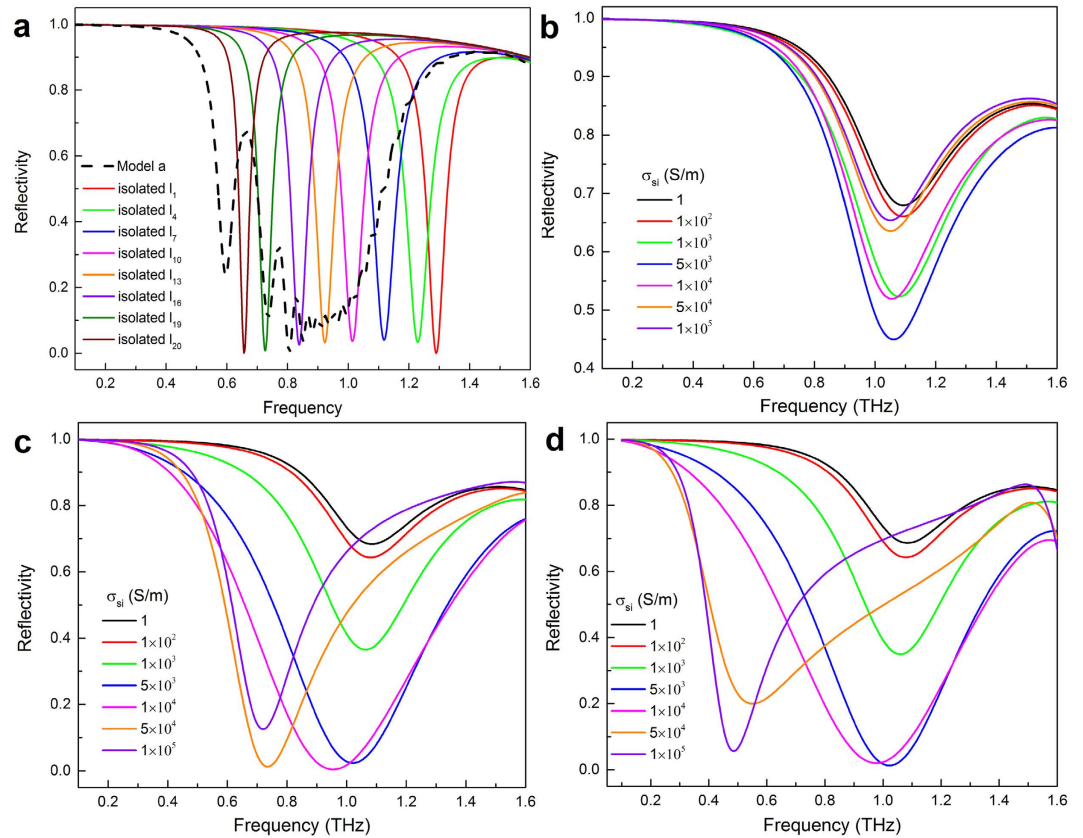 a
Reflectivity
1.0
0.8
0.6
0.4
0.2
0.0
Model a
isolated l₁
isolated l₄
isolated l₇
isolated l₁₀
isolated l₁₃
isolated l₁₆
isolated l₁₉
isolated l₂₀
0.2 0.4 0.6 0.8 1.0 1.2 1.4 1.6
Frequency
b
Reflectivity
1.0
0.9
0.8
0.7
0.6
0.5
0.4
σsi (S/m)
1
1×10²
1×10³
5×10³
1×10⁴
5×10⁴
1×10⁵
0.2 0.4 0.6 0.8 1.0 1.2 1.4 1.6
Frequency (THz)
c
Reflectivity
1.0
0.8
0.6
0.4
0.2
0.0
σsi (S/m)
1
1×10²
1×10³
5×10³
1×10⁴
5×10⁴
1×10⁵
0.2 0.4 0.6 0.8 1.0 1.2 1.4 1.6
Frequency (THz)
d
Reflectivity
1.0
0.8
0.6
0.4
0.2
0.0
σsi (S/m)
1
1×10²
1×10³
5×10³
1×10⁴
5×10⁴
1×10⁵
0.2 0.4 0.6 0.8 1.0 1.2 1.4 1.6
Frequency (THz)